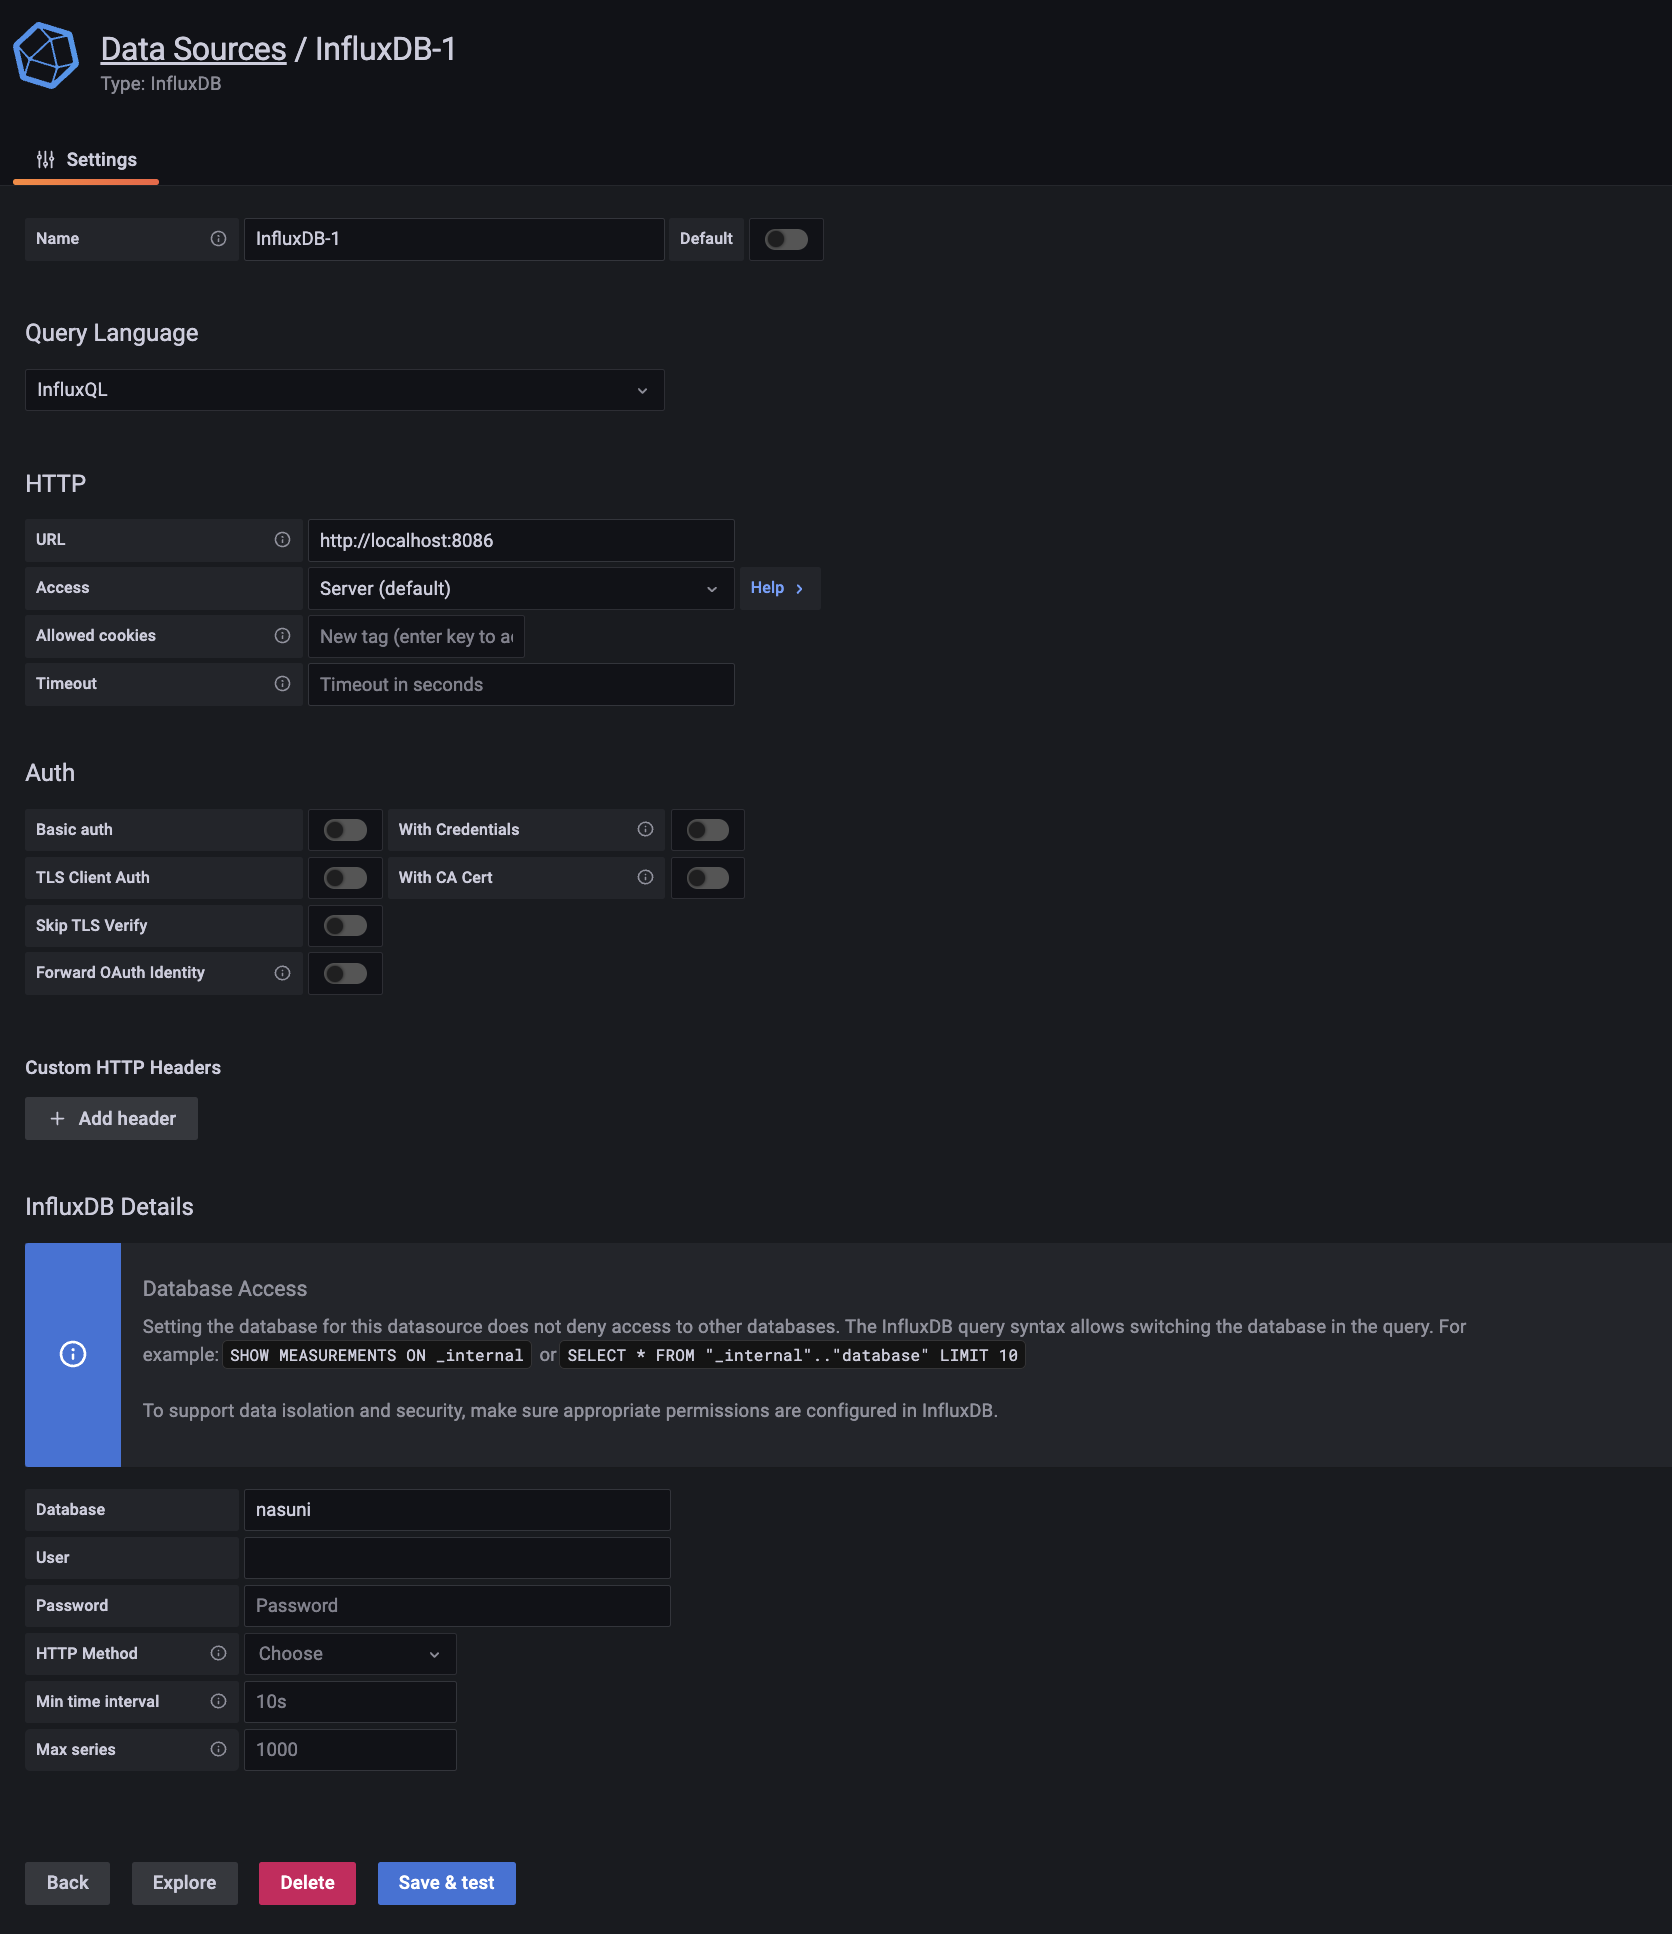 Data Sources / InfluxDB-1
Type: InfluxDB
Settings
Name InfluxDB-1 Default
Query Language
InfluxQL
HTTP
URL http://localhost:8086
Access Server (default) Help
Allowed cookies New tag (enter key to a
Timeout Timeout in seconds
Auth
Basic auth With Credentials
TLS Client Auth With CA Cert
Skip TLS Verify
Forward OAuth Identity
Custom HTTP Headers
+ Add header
InfluxDB Details
Database Access
Setting the database for this datasource does not deny access to other databases. The InfluxDB query syntax allows switching the database in the query. For
example: SHOW MEASUREMENTS ON _internal or SELECT * FROM "_internal".."database" LIMIT 10
To support data isolation and security, make sure appropriate permissions are configured in InfluxDB.
Database nasuni
User
Password Password
HTTP Method Choose
Min time interval 10s
Max series 1000
Back Explore Delete Save & test